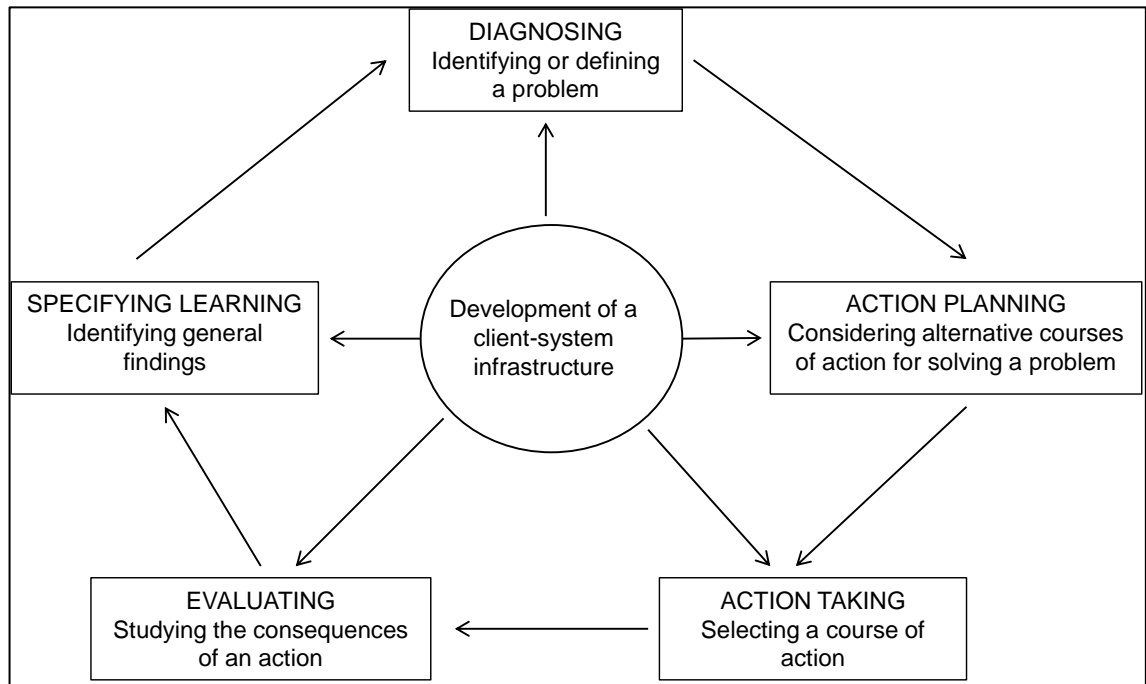 DIAGNOSING
Identifying or defining
a problem
SPECIFYING LEARNING
Identifying general
findings
Development of a
client-system
infrastructure
ACTION PLANNING
Considering alternative courses
of action for solving a problem
EVALUATING
Studying the consequences
of an action
ACTION TAKING
Selecting a course of
action